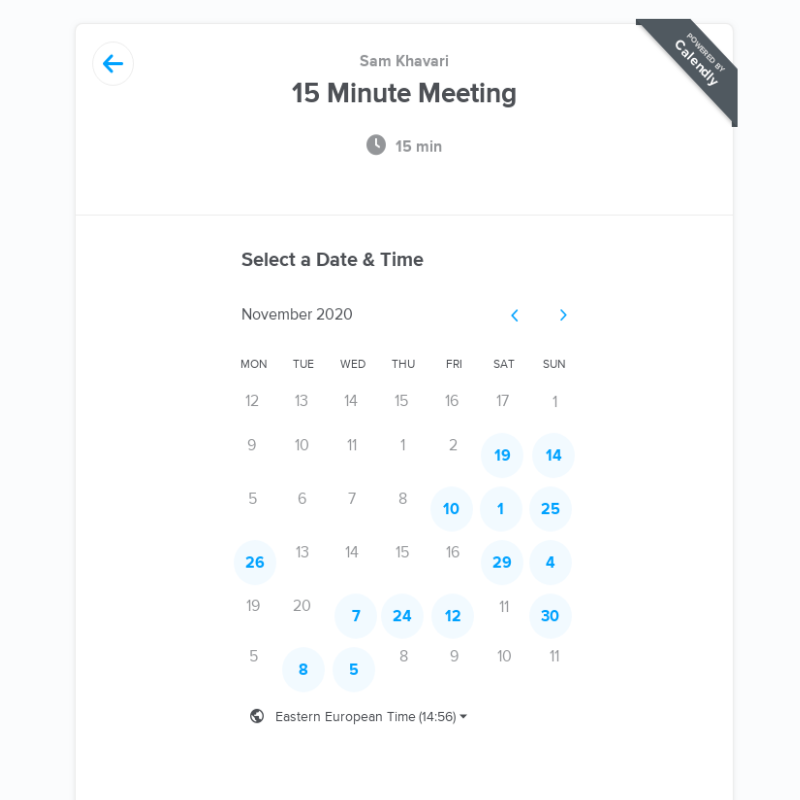 POWERED BY
Calendly
Sam Khavari
15 Minute Meeting
15 min
Select a Date & Time
November 2020
MON TUE WED THU FRI SAT SUN
12 13 14 15 16 17 1
9 10 11 1 2 19 14
5 6 7 8 10 1 25
26 13 14 15 16 29 4
19 20 7 24 12 11 30
5 8 5 8 9 10 11
Eastern European Time (14:56)